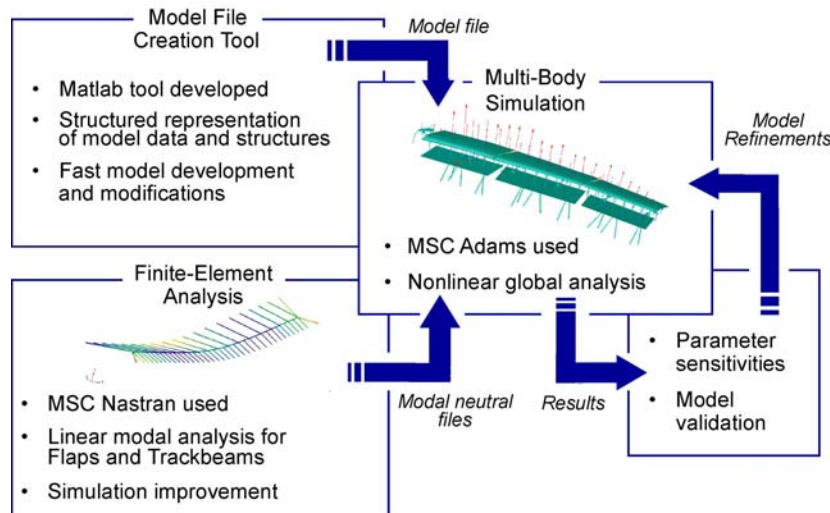 Model File
Creation Tool
• Matlab tool developed
• Structured representation
of model data and structures
• Fast model development
and modifications
Model file
Multi-Body
Simulation
• MSC Adams used
• Nonlinear global analysis
Model
Refinements
Finite-Element
Analysis
• MSC Nastran used
• Linear modal analysis for
Flaps and Trackbeams
• Simulation improvement
Modal neutral
files
Results
• Parameter
sensitivities
• Model
validation